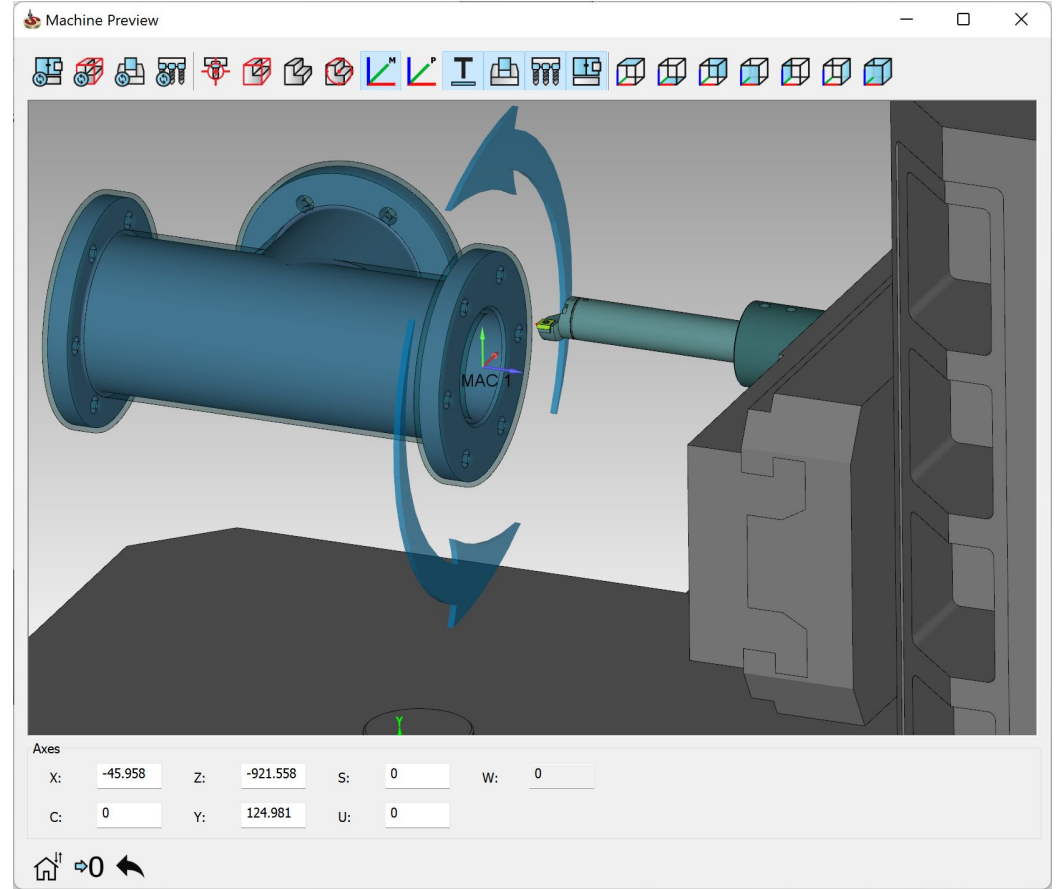 Machine Preview
M
P
MAC 1
Y
Axes
X: -45.958 Z: -921.558 S: 0 W: 0
C: 0 Y: 124.981 U: 0
0